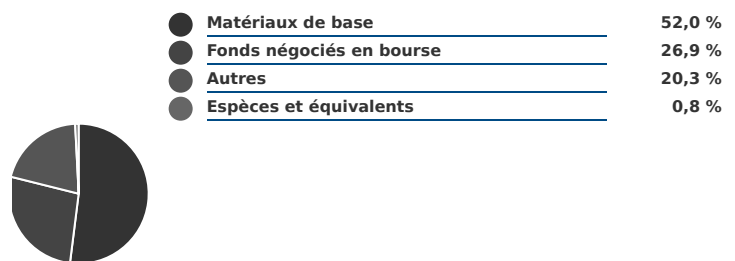 Matériaux de base 52,0 %
Fonds négociés en bourse 26,9 %
Autres 20,3 %
Espèces et équivalents 0,8 %